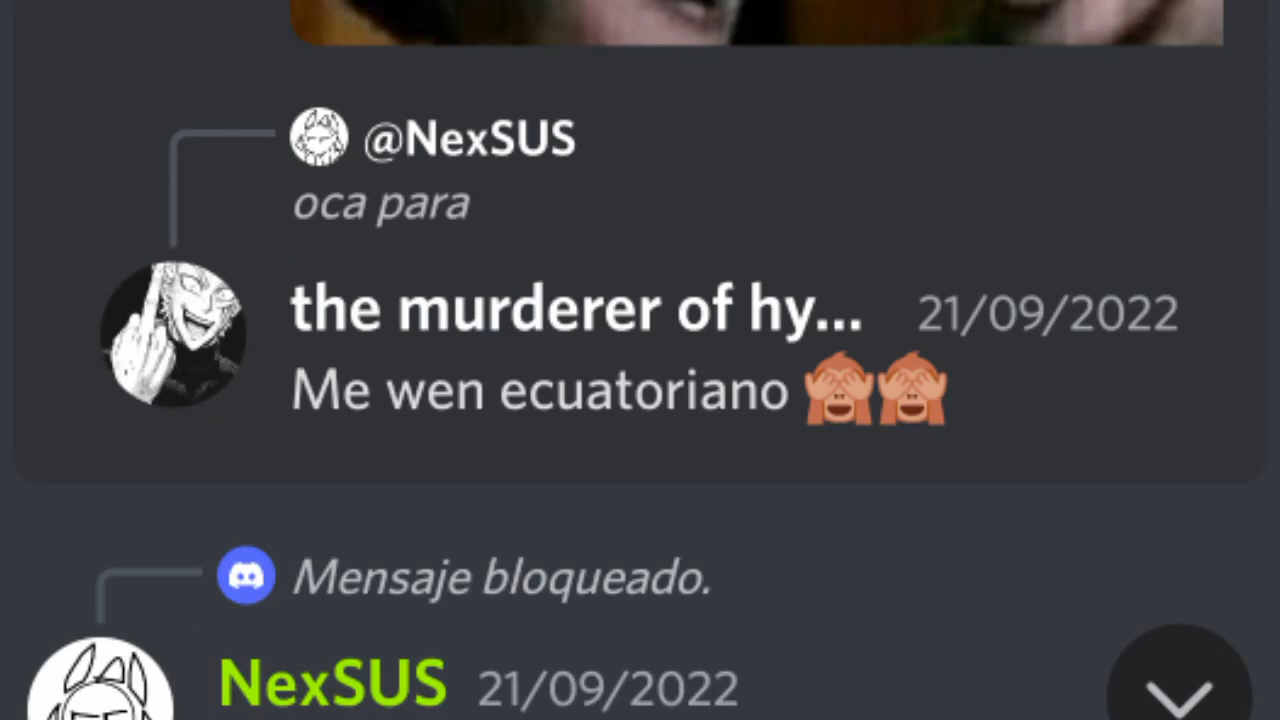 @NexSUS
oca para
the murderer of hy... 21/09/2022
Me wen ecuatoriano 🙈🙈
Mensaje bloqueado.
NexSUS 21/09/2022